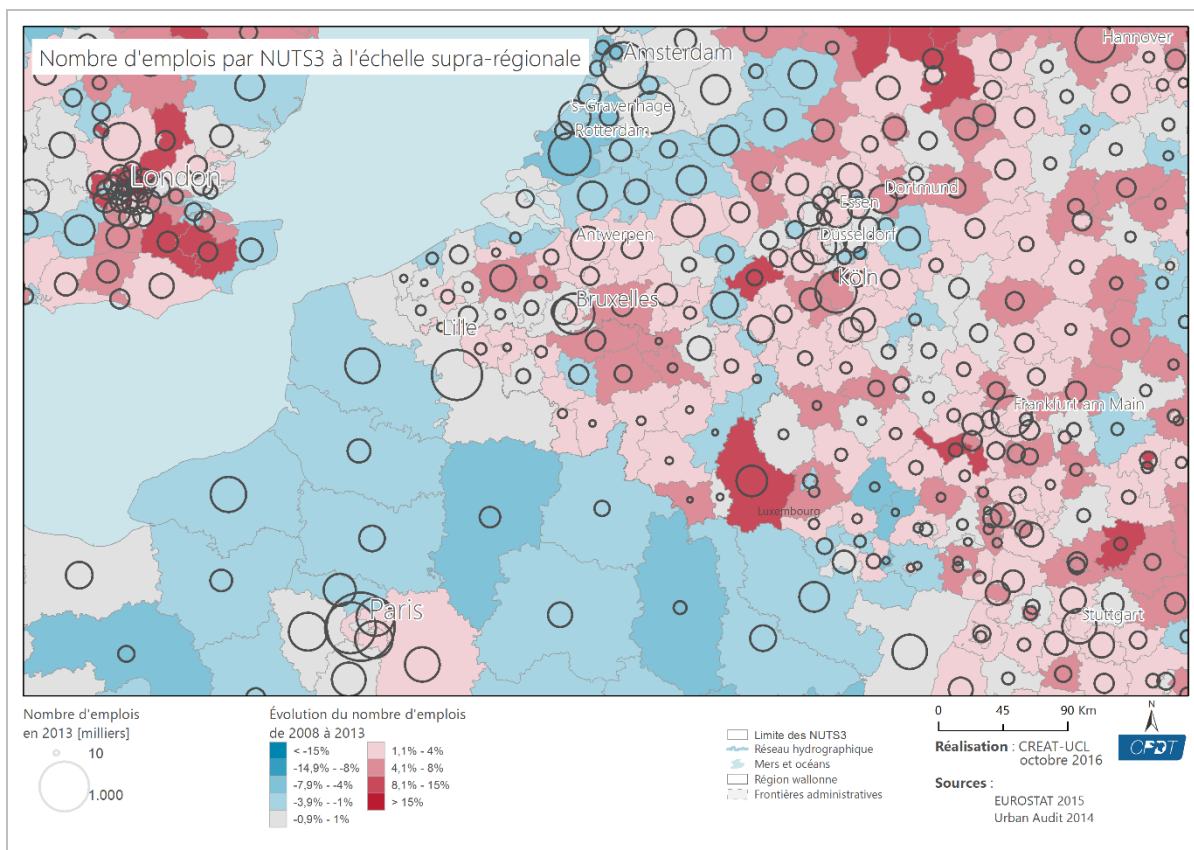 Nombre d'emplois par NUTS3 à l'échelle supra-régionale
Hannover
Amsterdam
's-Gravenhage
Rotterdam
London
Dortmund
Essen
Düsseldorf
Antwerpen
Köln
Bruxelles
Lille
Frankfurt am Main
Luxembourg
Paris
Stuttgart
Nombre d'emplois
en 2013 [milliers]
10
1.000
Évolution du nombre d'emplois
de 2008 à 2013
< -15%
-14,9% - -8%
-7,9% - -4%
-3,9% - -1%
-0,9% - 1%
1,1% - 4%
4,1% - 8%
8,1% - 15%
> 15%
Limite des NUTS3
Réseau hydrographique
Mers et océans
Région wallonne
Frontières administratives
0 45 90 Km
N
Réalisation : CREAT-UCL
octobre 2016
CPDT
Sources :
EUROSTAT 2015
Urban Audit 2014